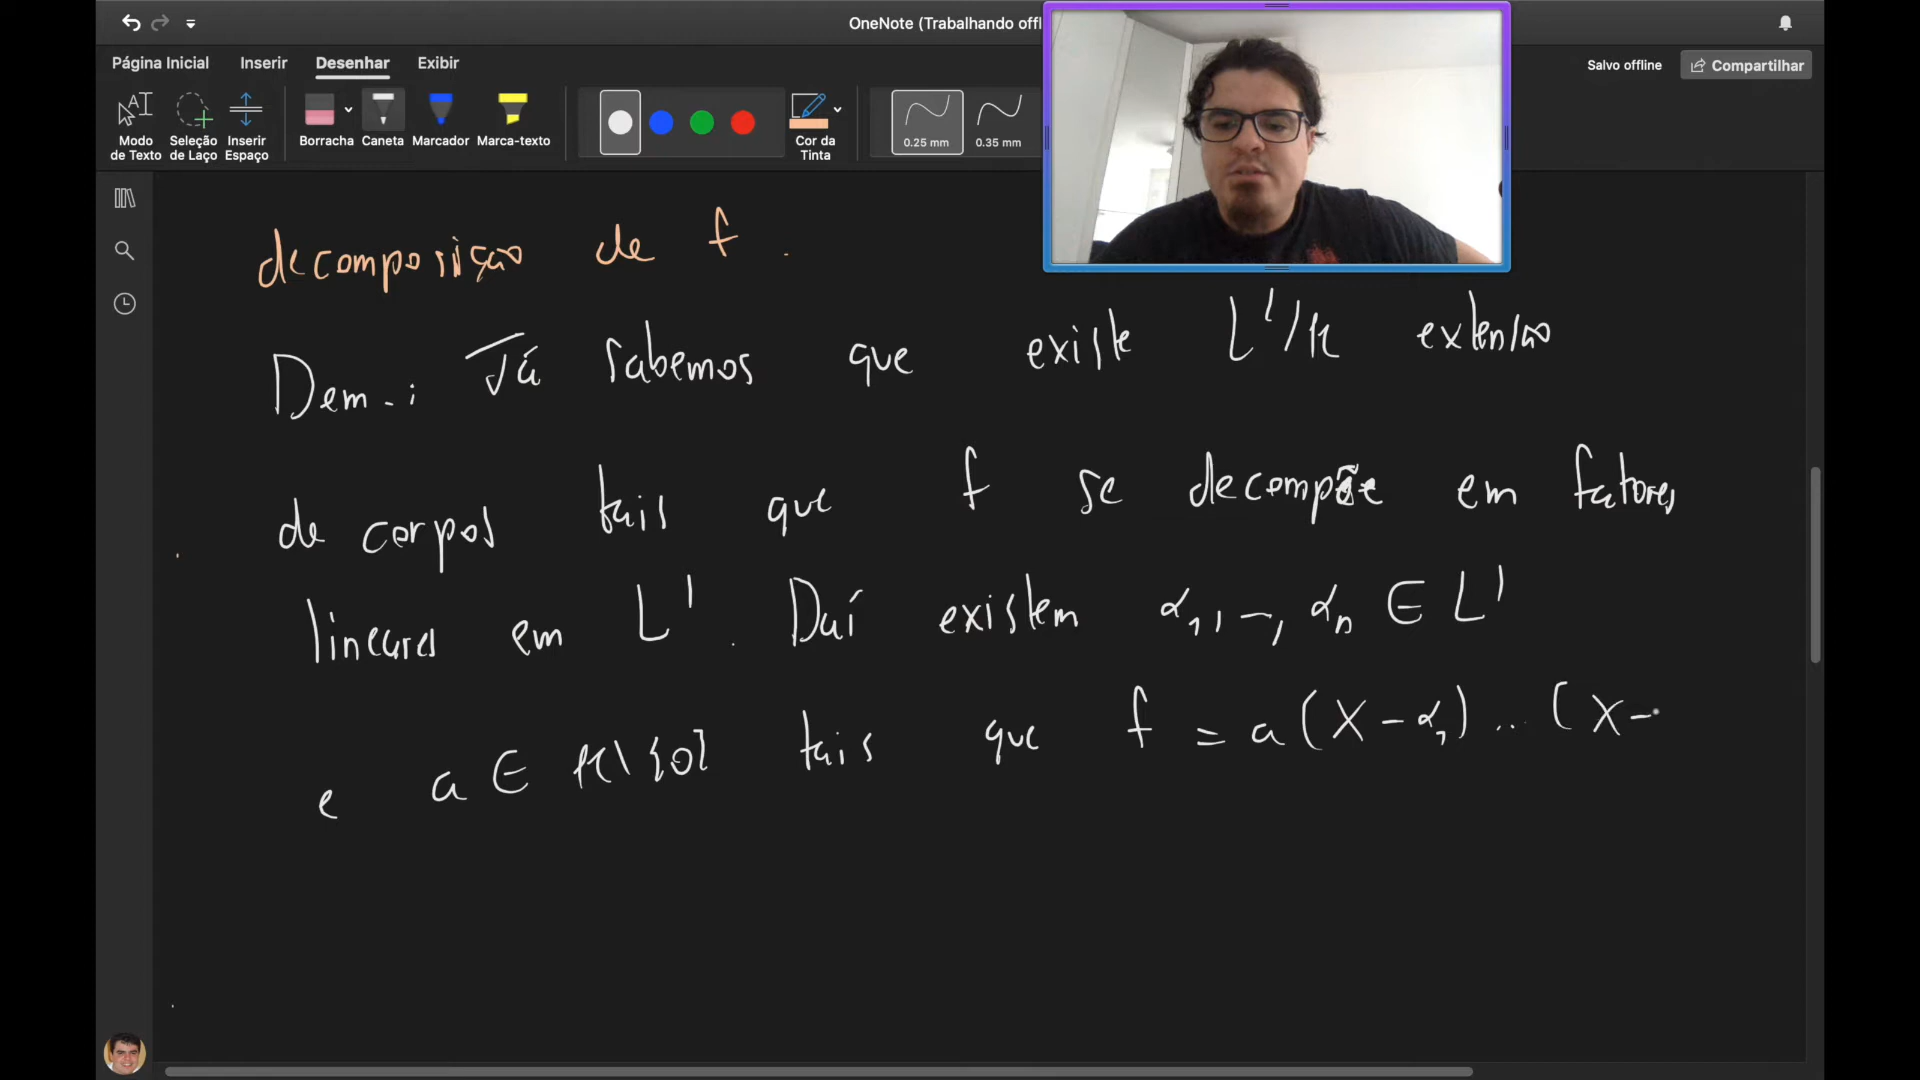 OneNote (Trabalhando offl
Página Inicial Inserir Desenhar Exibir
Salvo offline Compartilhar
Modo de Texto Seleção de Laço Inserir Espaço Borracha Caneta Marcador Marca-texto Cor da Tinta 0.25 mm 0.35 mm
decomposição de f.
Dem.: Já sabemos que existe L'/K extensão
de corpos tais que f se decompõe em fatores
lineares em L'. Daí existem α₁,..., αₙ ∈ L'
e a ∈ K\{0} tais que f = a(X-α₁)...(X-